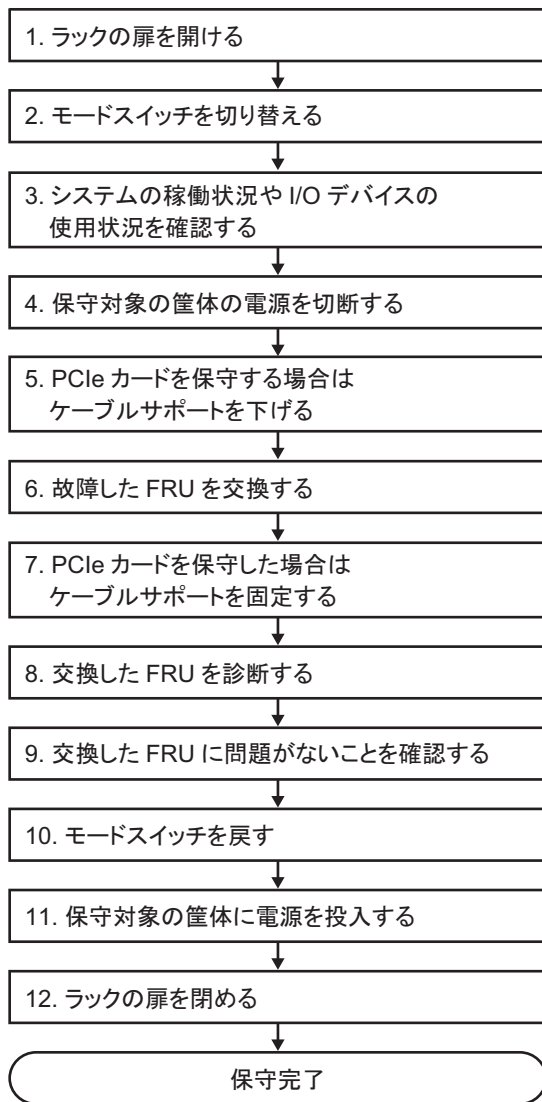 1. ラックの扉を開ける
2. モードスイッチを切り替える
3. システムの稼働状況や I/O デバイスの
使用状況を確認する
4. 保守対象の筐体の電源を切断する
5. PCIe カードを保守する場合は
ケーブルサポートを下げる
6. 故障した FRU を交換する
7. PCIe カードを保守した場合は
ケーブルサポートを固定する
8. 交換した FRU を診断する
9. 交換した FRU に問題がないことを確認する
10. モードスイッチを戻す
11. 保守対象の筐体に電源を投入する
12. ラックの扉を閉める
保守完了